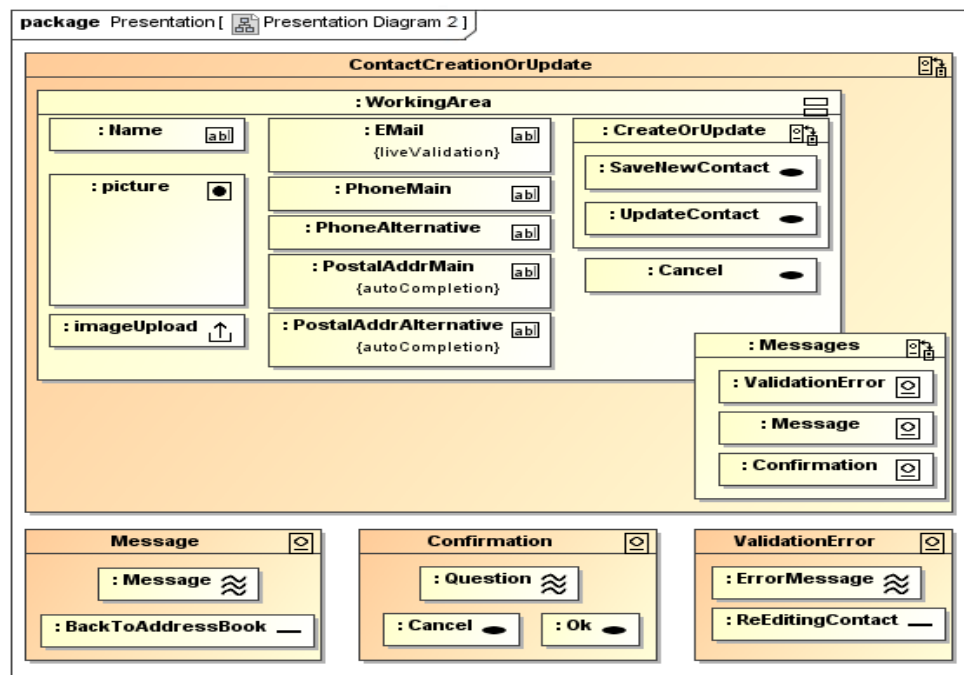 package Presentation [ Presentation Diagram 2 ]
ContactCreationOrUpdate
: WorkingArea
: Name
abl
: picture
: imageUpload
: EMail
abl
{liveValidation}
: PhoneMain
abl
: PhoneAlternative
abl
: PostalAddrMain
abl
{autoCompletion}
: PostalAddrAlternative
abl
{autoCompletion}
: CreateOrUpdate
: SaveNewContact
: UpdateContact
: Cancel
: Messages
: ValidationError
: Message
: Confirmation
Message
: Message
: BackToAddressBook
Confirmation
: Question
: Cancel
: Ok
ValidationError
: ErrorMessage
: ReEditingContact